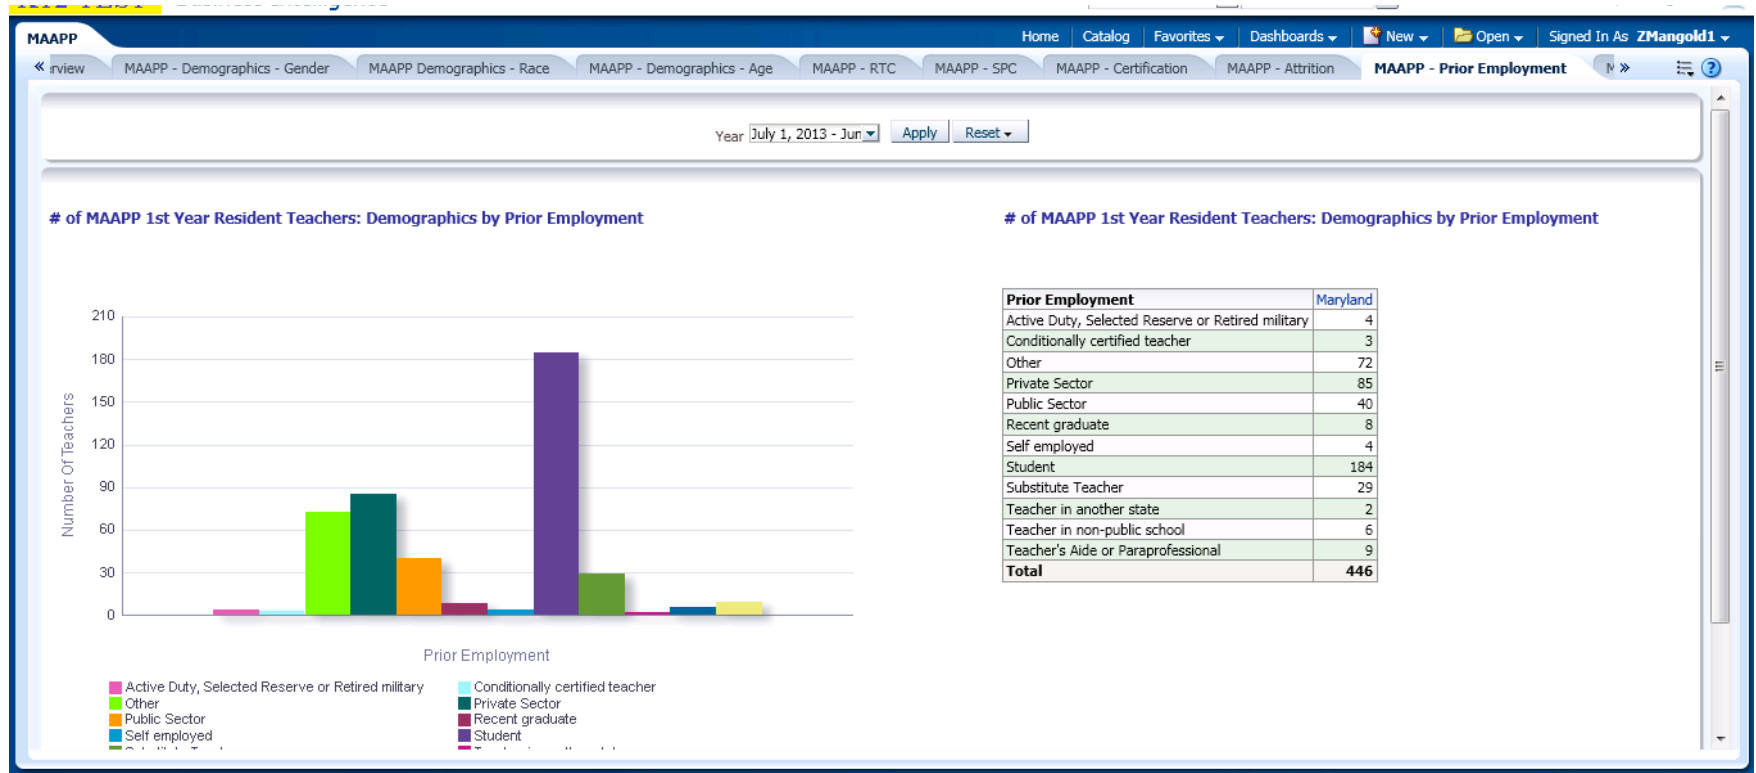 MAAPP
Home Catalog Favorites Dashboards New Open Signed In As ZMangold1
« rview MAAPP - Demographics - Gender MAAPP Demographics - Race MAAPP - Demographics - Age MAAPP - RTC MAAPP - SPC MAAPP - Certification MAAPP - Attrition MAAPP - Prior Employment »
Year July 1, 2013 - Jun Apply Reset
# of MAAPP 1st Year Resident Teachers: Demographics by Prior Employment
210
180
150
120
90
60
30
0
Number Of Teachers
Prior Employment
Active Duty, Selected Reserve or Retired military Conditionally certified teacher
Other Private Sector
Public Sector Recent graduate
Self employed Student
# of MAAPP 1st Year Resident Teachers: Demographics by Prior Employment
Prior Employment Maryland
Active Duty, Selected Reserve or Retired military 4
Conditionally certified teacher 3
Other 72
Private Sector 85
Public Sector 40
Recent graduate 8
Self employed 4
Student 184
Substitute Teacher 29
Teacher in another state 2
Teacher in non-public school 6
Teacher's Aide or Paraprofessional 9
Total 446